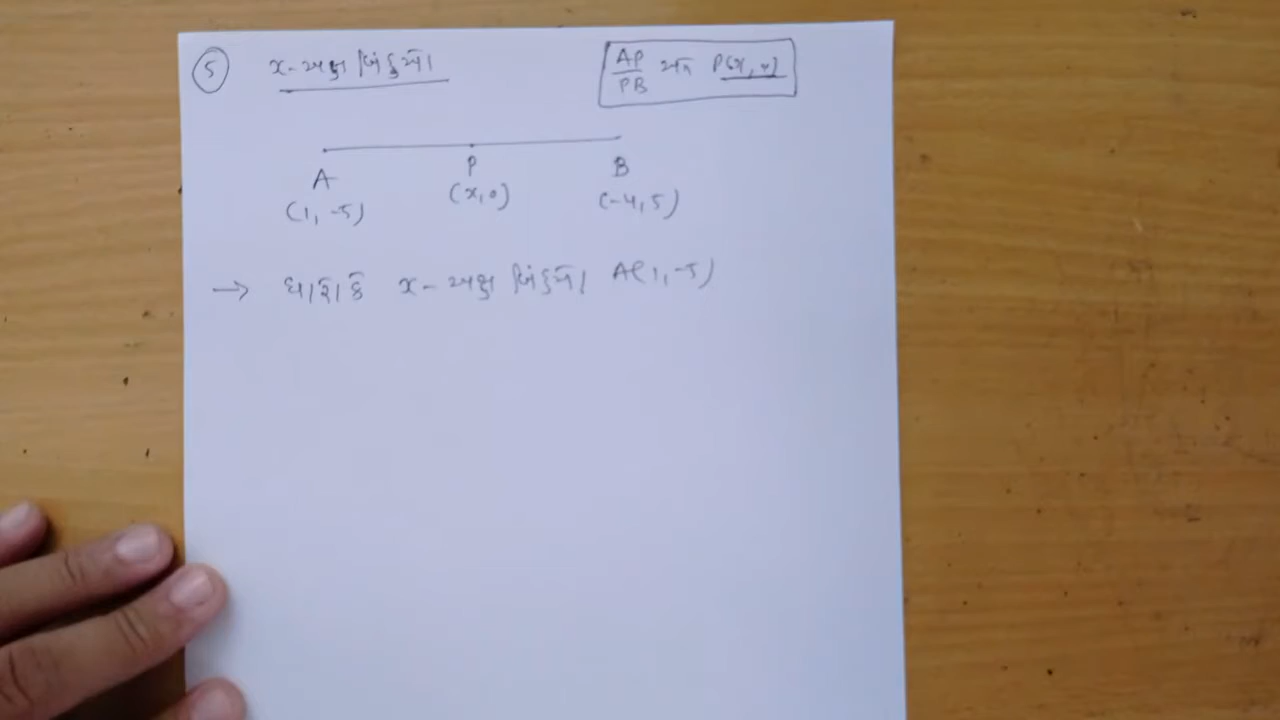 5 x-અક્ષ બિંદુએ
AP/PB અને P(x, y)
A P B
(1, -5) (x, 0) (-4, 5)
→ ધારો કે x-અક્ષ બિંદુએ A(1, -5)